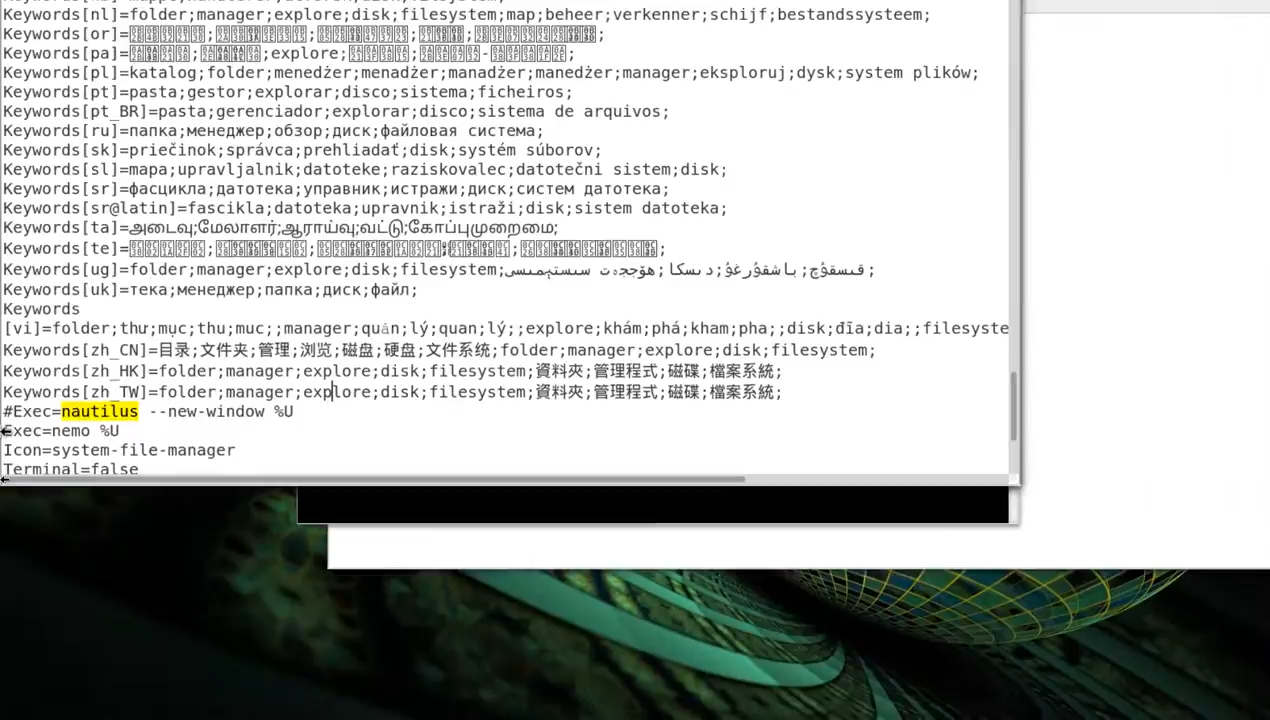 Keywords[nl]=folder;manager;explore;disk;filesystem;map;beheer;verkenner;schijf;bestandssysteem;
Keywords[or]=
Keywords[pa]= ;explore;
Keywords[pl]=katalog;folder;menedżer;menadżer;manadżer;manedżer;manager;eksploruj;dysk;system plików;
Keywords[pt]=pasta;gestor;explorar;disco;sistema;ficheiros;
Keywords[pt_BR]=pasta;gerenciador;explorar;disco;sistema de arquivos;
Keywords[ru]=папка;менеджер;обзор;диск;файловая система;
Keywords[sk]=priečinok;správca;prehliadať;disk;systém súborov;
Keywords[sl]=mapa;upravljalnik;datoteke;raziskovalec;datotečni sistem;disk;
Keywords[sr]=фасцикла;датотека;управник;истражи;диск;систем датотека;
Keywords[sr@latin]=fascikla;datoteka;upravnik;istraži;disk;sistem datoteka;
Keywords[ta]=அடைவு;மேலாளர்;ஆராய்வு;வட்டு;கோப்புமுறைமை;
Keywords[te]=
Keywords[ug]=folder;manager;explore;disk;filesystem;قىسقۇچ;باشقۇرغۇ;دىسكا;ھۆججەت سىستېمىسى;
Keywords[uk]=тека;менеджер;папка;диск;файл;
Keywords
[vi]=folder;thư;mục;thu;muc;;manager;quản;lý;quan;lý;;explore;khám;phá;kham;pha;;disk;đĩa;dia;;filesyste
Keywords[zh_CN]=目录;文件夹;管理;浏览;磁盘;硬盘;文件系统;folder;manager;explore;disk;filesystem;
Keywords[zh_HK]=folder;manager;explore;disk;filesystem;資料夾;管理程式;磁碟;檔案系統;
Keywords[zh_TW]=folder;manager;explore;disk;filesystem;資料夾;管理程式;磁碟;檔案系統;
#Exec=nautilus --new-window %U
Exec=nemo %U
Icon=system-file-manager
Terminal=false